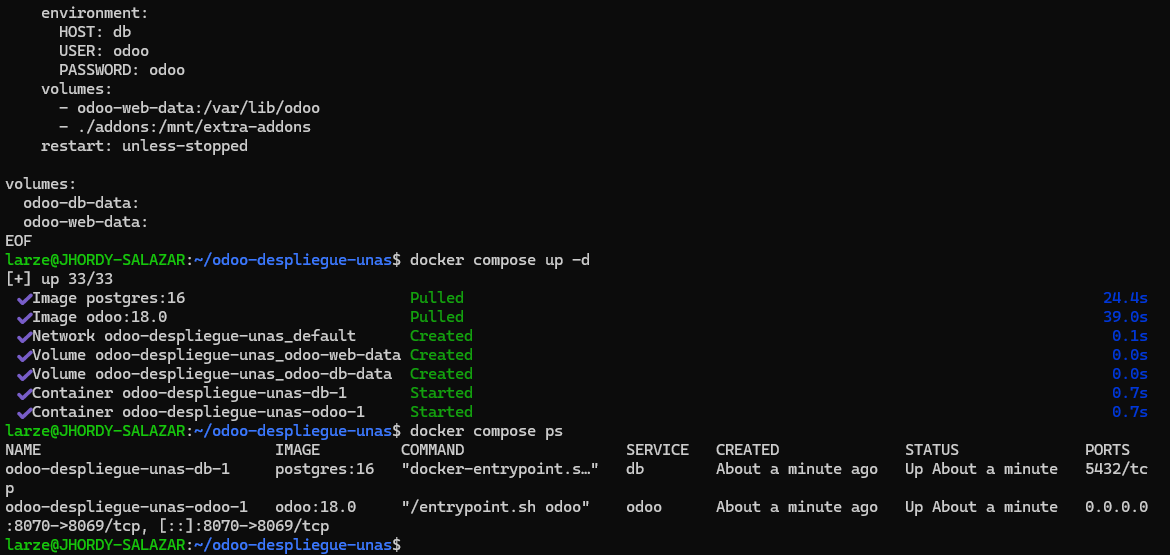 environment:
      HOST: db
      USER: odoo
      PASSWORD: odoo
    volumes:
      - odoo-web-data:/var/lib/odoo
      - ./addons:/mnt/extra-addons
    restart: unless-stopped

volumes:
  odoo-db-data:
  odoo-web-data:
EOF
larze@JHORDY-SALAZAR:~/odoo-despliegue-unas$ docker compose up -d
[+] up 33/33
 ✔Image postgres:16                         Pulled 24.4s
 ✔Image odoo:18.0                           Pulled 39.0s
 ✔Network odoo-despliegue-unas_default      Created 0.1s
 ✔Volume odoo-despliegue-unas_odoo-web-data Created 0.0s
 ✔Volume odoo-despliegue-unas_odoo-db-data  Created 0.0s
 ✔Container odoo-despliegue-unas-db-1       Started 0.7s
 ✔Container odoo-despliegue-unas-odoo-1     Started 0.7s
larze@JHORDY-SALAZAR:~/odoo-despliegue-unas$ docker compose ps
NAME                          IMAGE         COMMAND                  SERVICE   CREATED              STATUS              PORTS
odoo-despliegue-unas-db-1     postgres:16   "docker-entrypoint.s…"   db        About a minute ago   Up About a minute   5432/tc
p
odoo-despliegue-unas-odoo-1   odoo:18.0     "/entrypoint.sh odoo"    odoo      About a minute ago   Up About a minute   0.0.0.0
:8070->8069/tcp, [::]:8070->8069/tcp
larze@JHORDY-SALAZAR:~/odoo-despliegue-unas$